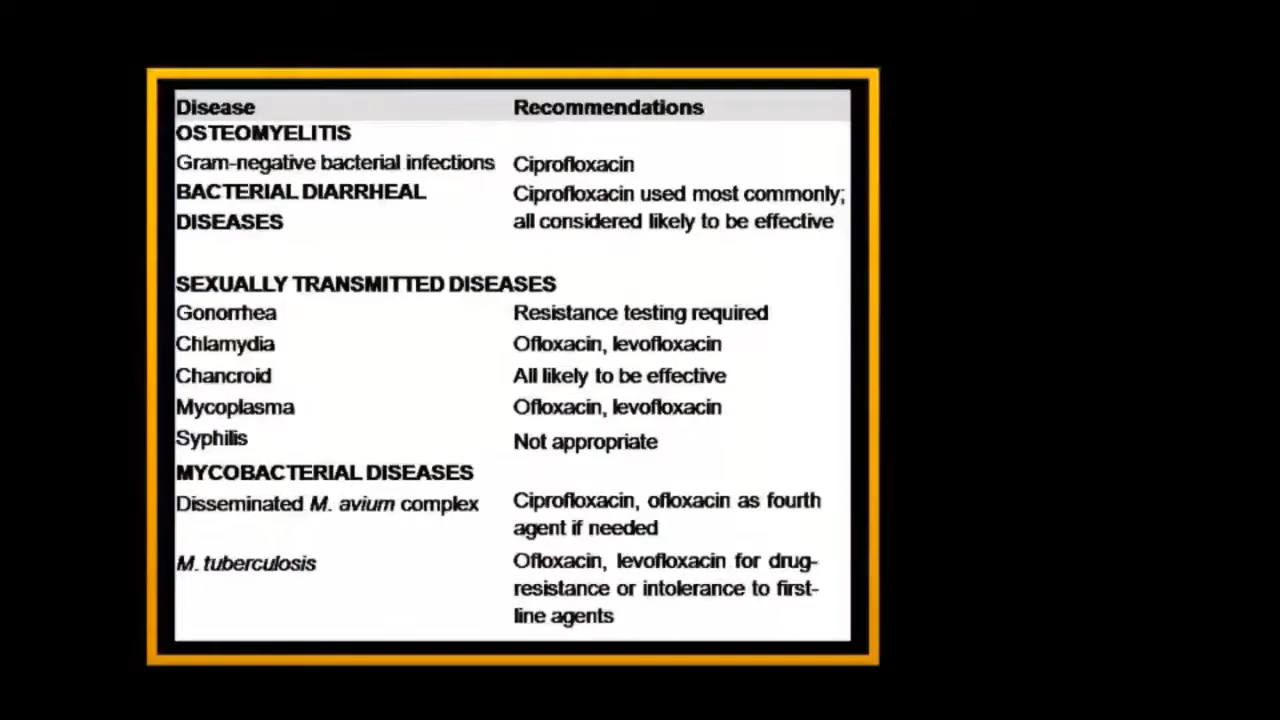 Disease Recommendations
OSTEOMYELITIS
Gram-negative bacterial infections Ciprofloxacin
BACTERIAL DIARRHEAL Ciprofloxacin used most commonly;
DISEASES all considered likely to be effective
SEXUALLY TRANSMITTED DISEASES
Gonorrhea Resistance testing required
Chlamydia Ofloxacin, levofloxacin
Chancroid All likely to be effective
Mycoplasma Ofloxacin, levofloxacin
Syphilis Not appropriate
MYCOBACTERIAL DISEASES
Disseminated M. avium complex Ciprofloxacin, ofloxacin as fourth
agent if needed
M. tuberculosis Ofloxacin, levofloxacin for drug-
resistance or intolerance to first-
line agents